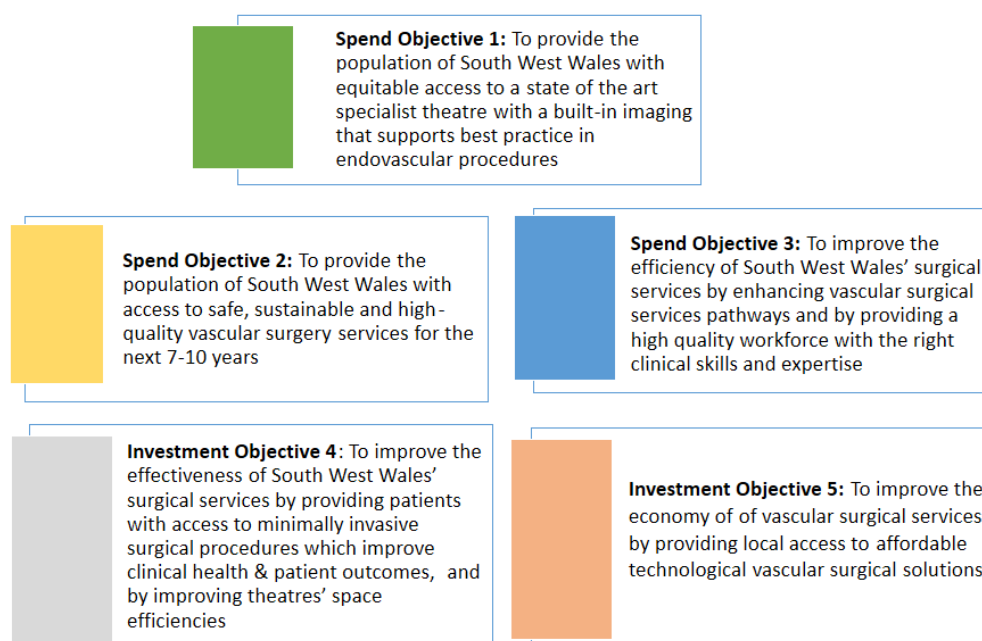 Spend Objective 1: To provide the
population of South West Wales with
equitable access to a state of the art
specialist theatre with a built-in imaging
that supports best practice in
endovascular procedures
Spend Objective 2: To provide the
population of South West Wales with
access to safe, sustainable and high-
quality vascular surgery services for the
next 7-10 years
Spend Objective 3: To improve the
efficiency of South West Wales' surgical
services by enhancing vascular surgical
services pathways and by providing a
high quality workforce with the right
clinical skills and expertise
Investment Objective 4: To improve the
effectiveness of South West Wales'
surgical services by providing patients
with access to minimally invasive
surgical procedures which improve
clinical health & patient outcomes, and
by improving theatres' space
efficiencies
Investment Objective 5: To improve the
economy of of vascular surgical services
by providing local access to affordable
technological vascular surgical solutions